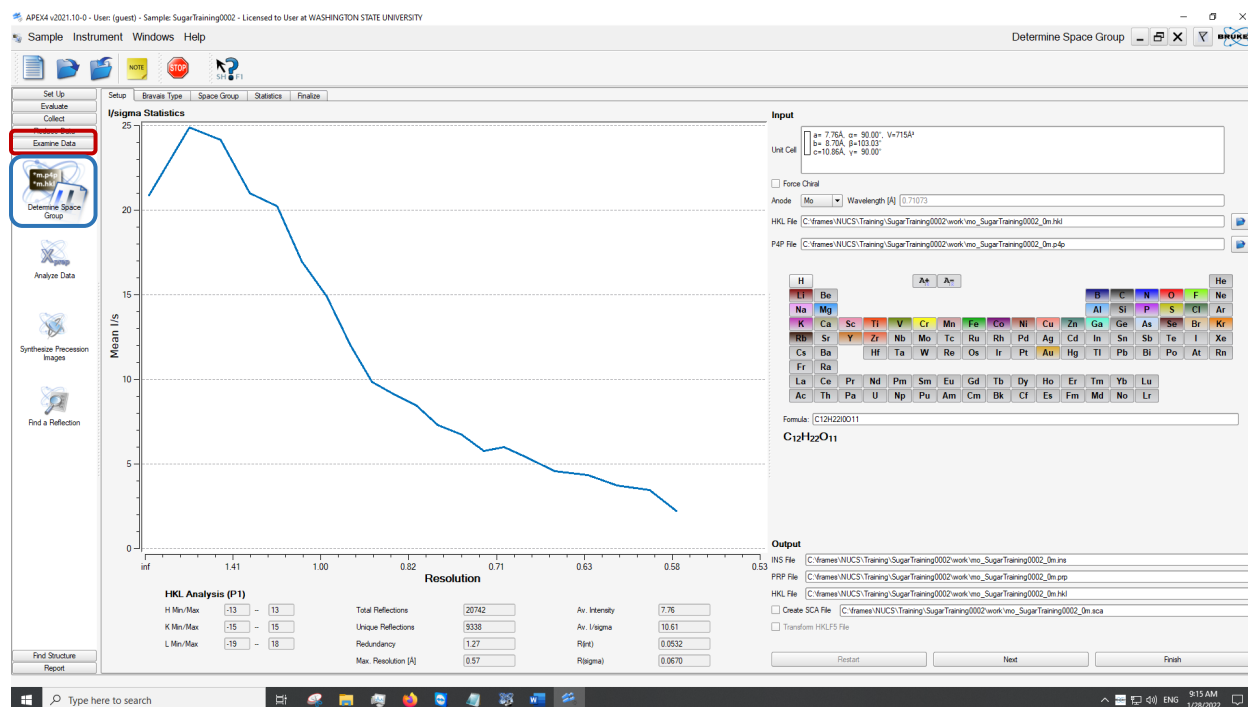 APEX4 v2021.10-0 - User: (guest) - Sample: SugarTraining0002 - Licensed to User at WASHINGTON STATE UNIVERSITY
Sample Instrument Windows Help
Determine Space Group
BRUKE
NOTE
STOP
SH F1
Set Up
Evaluate
Collect
Reduce Data
Examine Data
*m.p4p
*m.hkl
Determine Space
Group
Analyze Data
Synthesize Precession
Images
Find a Reflection
Find Structure
Report
Setup Bravais Type Space Group Statistics Finalize
I/sigma Statistics
25
20
15
10
5
0
Mean I/s
inf 1.41 1.00 0.82 0.71 0.63 0.58 0.53
Resolution
HKL Analysis (P1)
H Min/Max -13 – 13 Total Reflections 20742 Av. Intensity 7.76
K Min/Max -15 – 15 Unique Reflections 9338 Av. I/sigma 10.61
L Min/Max -19 – 18 Redundancy 1.27 R(int) 0.0532
Max. Resolution [Å] 0.57 R(sigma) 0.0670
Input
Unit Cell
a= 7.76Å, α= 90.00°, V=715Å³
b= 8.70Å, β=103.03°
c=10.86Å, γ= 90.00°
Force Chiral
Anode Mo Wavelength [Å] 0.71073
HKL File C:\frames\NUCS\Training\SugarTraining0002\work\mo_SugarTraining0002_0m.hkl
P4P File C:\frames\NUCS\Training\SugarTraining0002\work\mo_SugarTraining0002_0m.p4p
H A+ A- He
Li Be B C N O F Ne
Na Mg Al Si P S Cl Ar
K Ca Sc Ti V Cr Mn Fe Co Ni Cu Zn Ga Ge As Se Br Kr
Rb Sr Y Zr Nb Mo Tc Ru Rh Pd Ag Cd In Sn Sb Te I Xe
Cs Ba Hf Ta W Re Os Ir Pt Au Hg Tl Pb Bi Po At Rn
Fr Ra
La Ce Pr Nd Pm Sm Eu Gd Tb Dy Ho Er Tm Yb Lu
Ac Th Pa U Np Pu Am Cm Bk Cf Es Fm Md No Lr
Formula: C12H22IO11
C12H22O11
Output
INS File C:\frames\NUCS\Training\SugarTraining0002\work\mo_SugarTraining0002_0m.ins
PRP File C:\frames\NUCS\Training\SugarTraining0002\work\mo_SugarTraining0002_0m.prp
HKL File C:\frames\NUCS\Training\SugarTraining0002\work\mo_SugarTraining0002_0m.hkl
Create SCA File C:\frames\NUCS\Training\SugarTraining0002\work\mo_SugarTraining0002_0m.sca
Transform HKLF5 File
Restart Next Finish
Type here to search
ENG
9:15 AM
1/28/2022